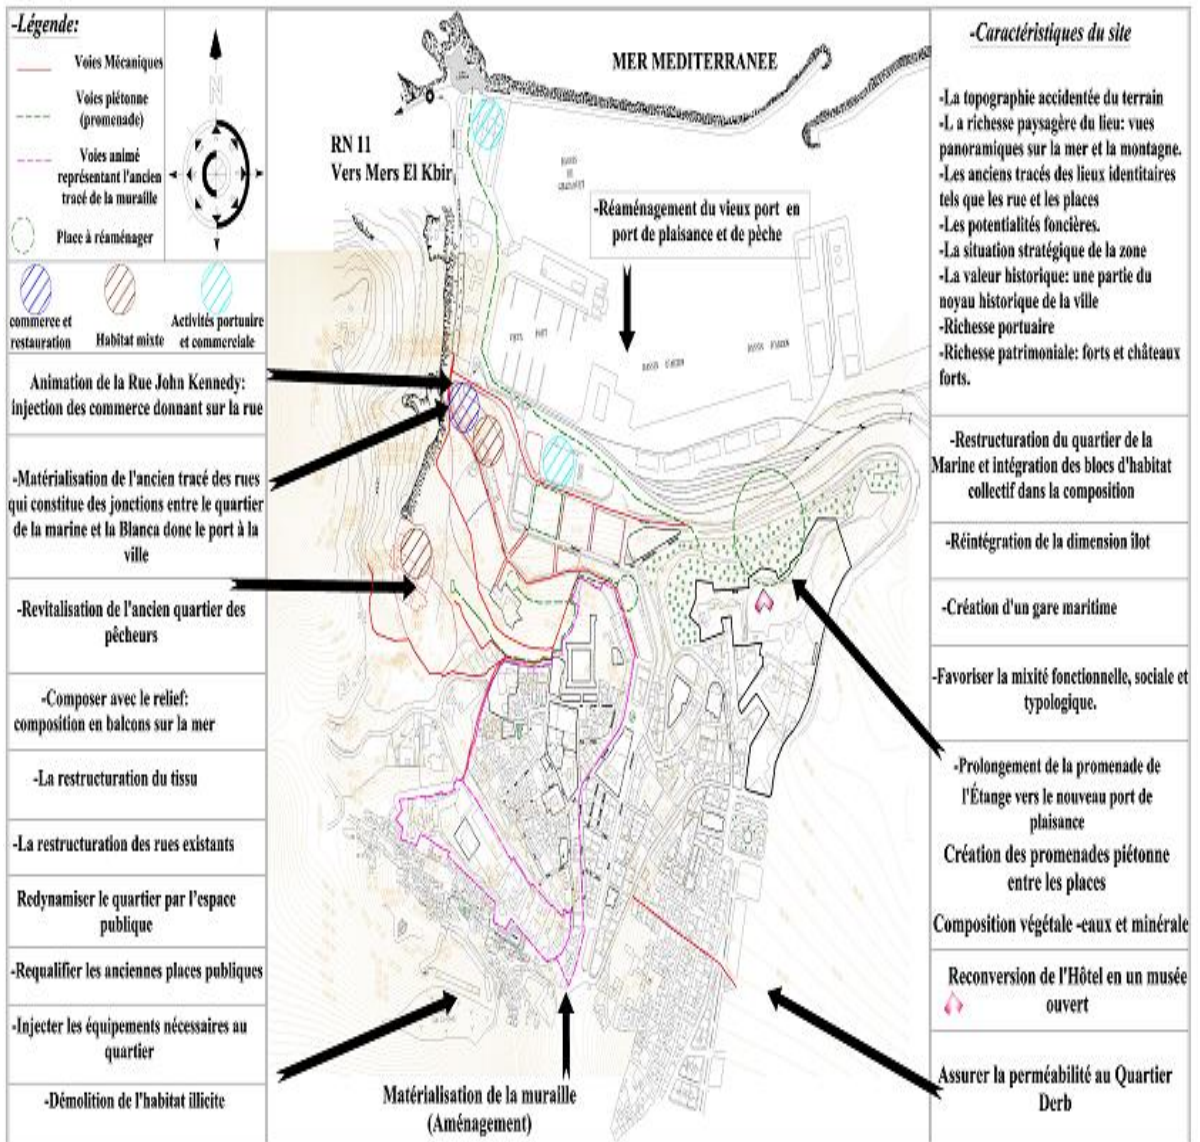 -Légende:
Voies Mécaniques
Voies piétonne
(promenade)
Voies animé
représentant l'ancien
tracé de la muraille
Place à réaménager
commerce et
restauration
Habitat mixte
Activités portuaire
et commerciale
N
Animation de la Rue John Kennedy:
injection des commerce donnant sur la rue
-Matérialisation de l'ancien tracé des rues
qui constitue des jonctions entre le quartier
de la marine et la Blanca donc le port à la
ville
-Revitalisation de l'ancien quartier des
pêcheurs
-Composer avec le relief:
composition en balcons sur la mer
-La restructuration du tissu
-La restructuration des rues existants
Redynamiser le quartier par l'espace
publique
-Requalifier les anciennes places publiques
-Injecter les équipements nécessaires au
quartier
-Démolition de l'habitat illicite
MER MEDITERRANEE
RN 11
Vers Mers El Kbir
-Réaménagement du vieux port en
port de plaisance et de pèche
VIEUX PORT
Matérialisation de la muraille
(Aménagement)
-Caractéristiques du site
-La topographie accidentée du terrain
-L a richesse paysagère du lieu: vues
panoramiques sur la mer et la montagne.
-Les anciens tracés des lieux identitaires
tels que les rue et les places
-Les potentialités foncières.
-La situation stratégique de la zone
-La valeur historique: une partie du
noyau historique de la ville
-Richesse portuaire
-Richesse patrimoniale: forts et châteaux
forts.
-Restructuration du quartier de la
Marine et intégration des blocs d'habitat
collectif dans la composition
-Réintégration de la dimension îlot
-Création d'un gare maritime
-Favoriser la mixité fonctionnelle, sociale et
typologique.
-Prolongement de la promenade de
l'Étange vers le nouveau port de
plaisance
Création des promenades piétonne
entre les places
Composition végétale -eaux et minérale
Reconversion de l'Hôtel en un musée
ouvert
Assurer la perméabilité au Quartier
Derb